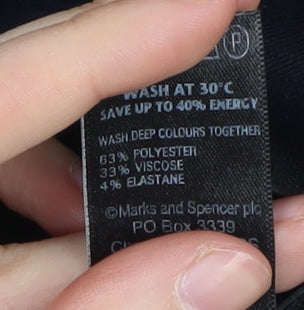 P
WASH AT 30°C
SAVE UP TO 40% ENERGY
WASH DEEP COLOURS TOGETHER
63% POLYESTER
33% VISCOSE
4% ELASTANE
©Marks and Spencer plc
PO Box 3339